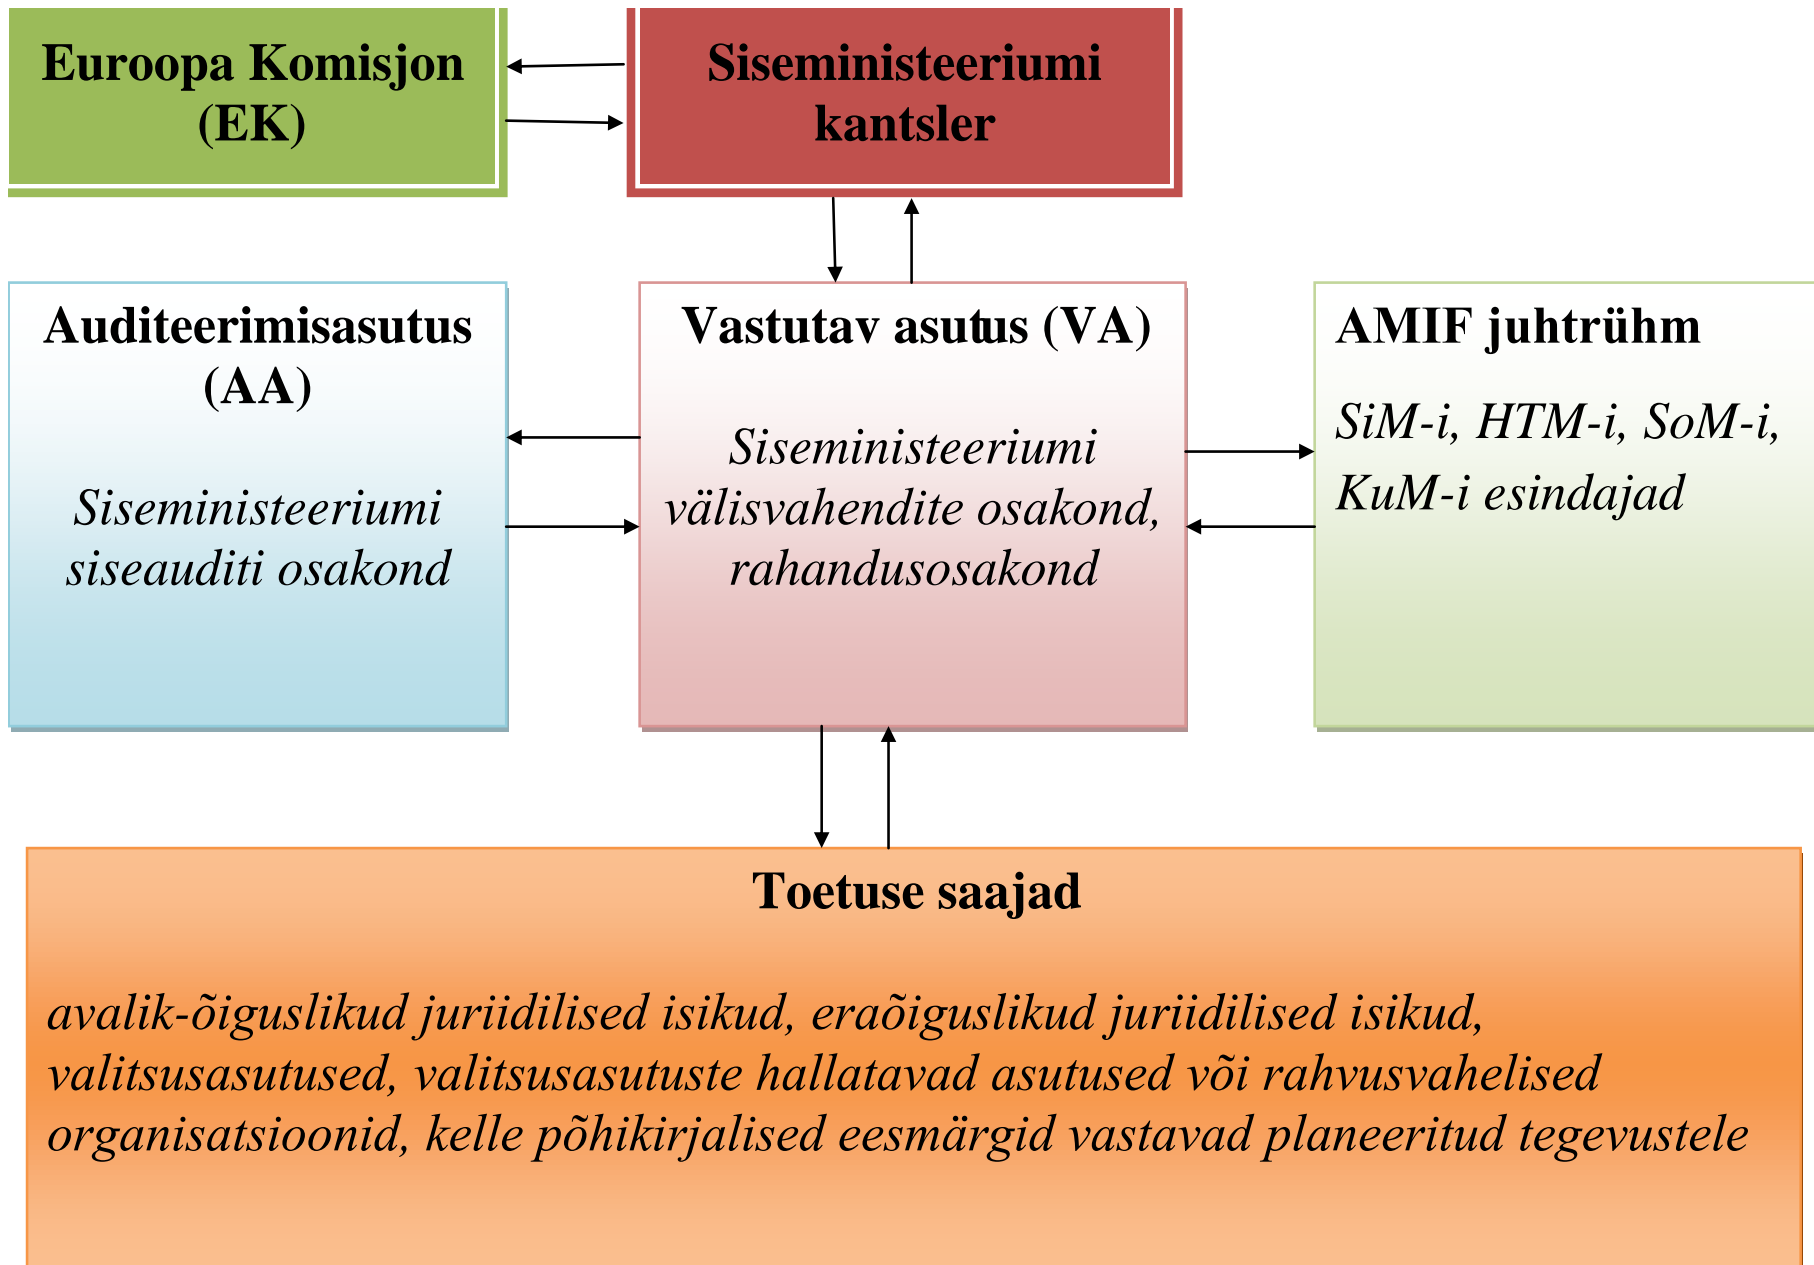 Euroopa Komisjon
(EK)
Siseministeeriumi
kantsler
Auditeerimisasutus
(AA)
Siseministeeriumi
siseauditi osakond
Vastutav asutus (VA)
Siseministeeriumi
välisvahendite osakond,
rahandusosakond
AMIF juhtrühm
SiM-i, HTM-i, SoM-i,
KuM-i esindajad
Toetuse saajad
avalik-õiguslikud juriidilised isikud, eraõiguslikud juriidilised isikud,
valitsusasutused, valitsusasutuste hallatavad asutused või rahvusvahelised
organisatsioonid, kelle põhikirjalised eesmärgid vastavad planeeritud tegevustele